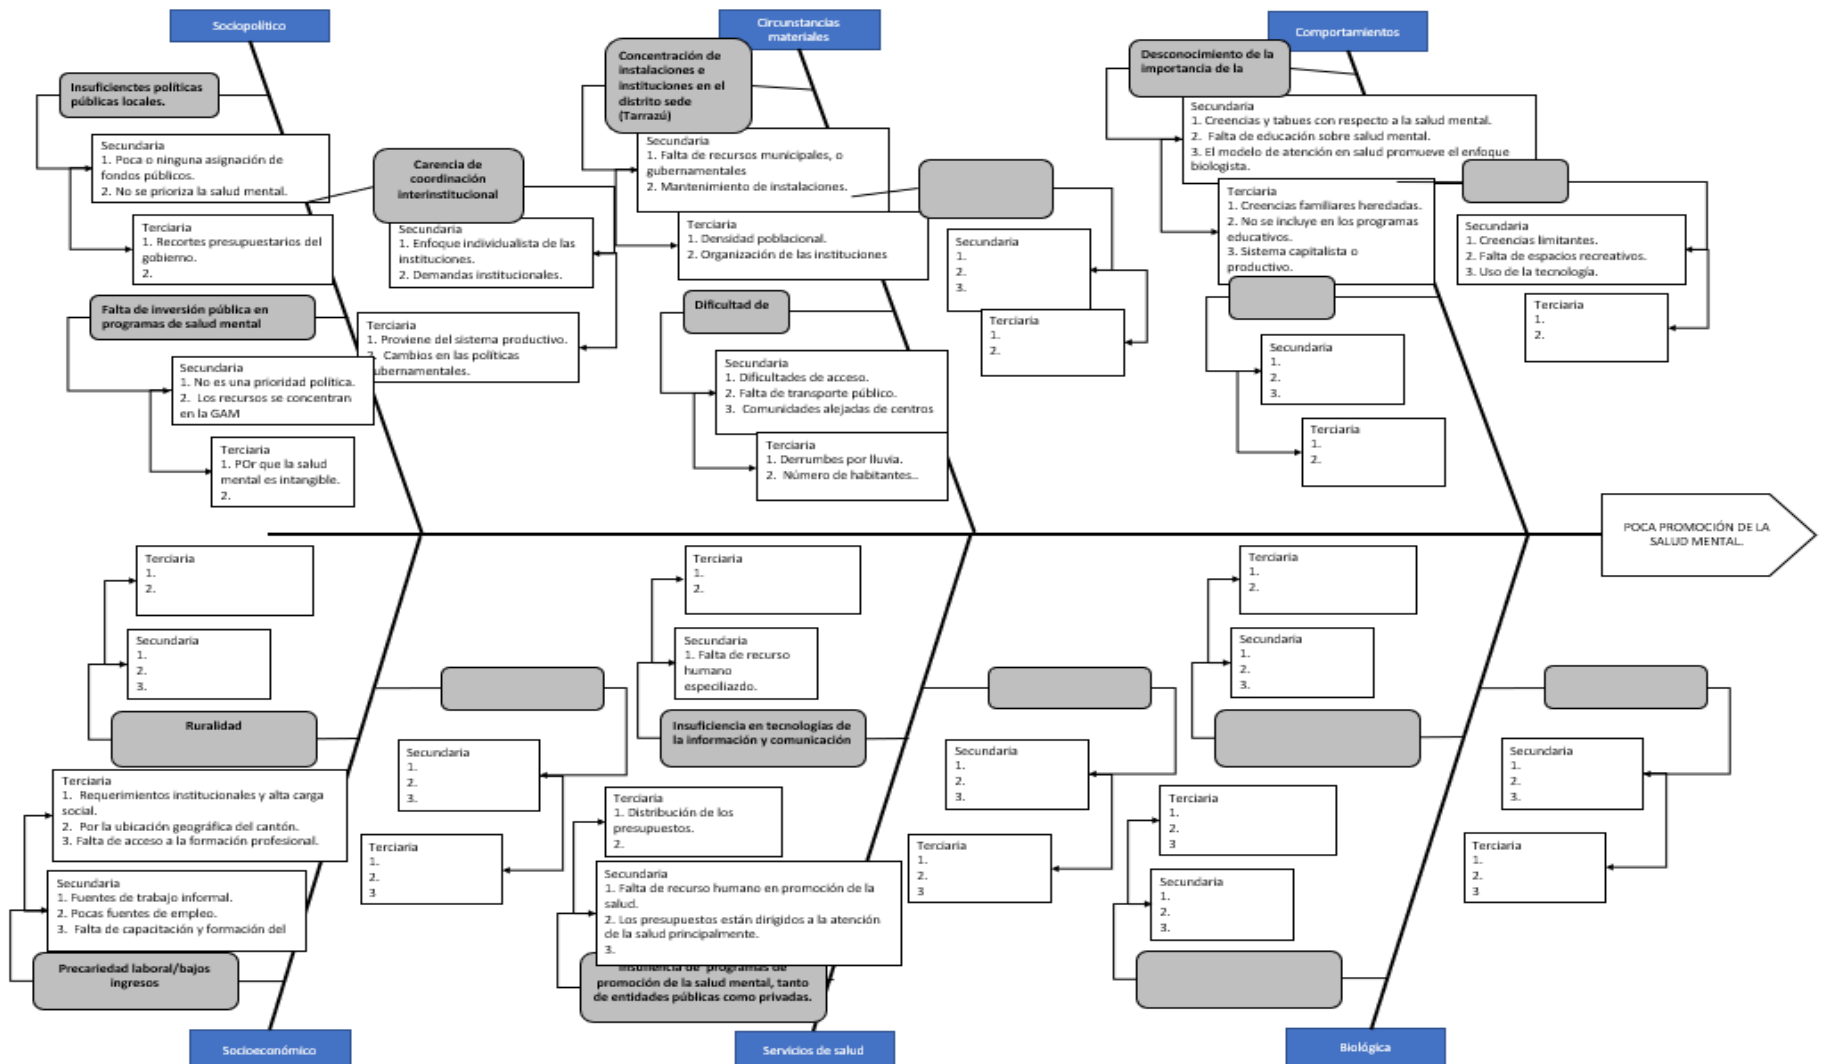 Sociopolítico
Insuficienctes políticas
públicas locales.
Secundaria
1. Poca o ninguna asignación de
fondos públicos.
2. No se prioriza la salud mental.
Terciaria
1. Recortes presupuestarios del
gobierno.
2.
Carencia de
coordinación
interinstitucional
Secundaria
1. Enfoque individualista de las
instituciones.
2. Demandas institucionales.
Terciaria
1. Proviene del sistema productivo.
2. Cambios en las políticas
gubernamentales.
Falta de inversión pública en
programas de salud mental
Secundaria
1. No es una prioridad política.
2. Los recursos se concentran
en la GAM
Terciaria
1. POr que la salud
mental es intangible.
2.
Circunstancias
materiales
Concentración de
instalaciones e
instituciones en el
distrito sede
(Tarrazú)
Secundaria
1. Falta de recursos municipales, o
gubernamentales
2. Mantenimiento de instalaciones.
Terciaria
1. Densidad poblacional.
2. Organización de las instituciones
Secundaria
1.
2.
3.
Terciaria
1.
2.
Dificultad de
Secundaria
1. Dificultades de acceso.
2. Falta de transporte público.
3. Comunidades alejadas de centros
Terciaria
1. Derrumbes por lluvia.
2. Número de habitantes..
Comportamientos
Desconocimiento de la
importancia de la
Secundaria
1. Creencias y tabues con respecto a la salud mental.
2. Falta de educación sobre salud mental.
3. El modelo de atención en salud promueve el enfoque
biologista.
Terciaria
1. Creencias familiares heredadas.
2. No se incluye en los programas
educativos.
3. Sistema capitalista o
productivo.
Secundaria
1. Creencias limitantes.
2. Falta de espacios recreativos.
3. Uso de la tecnología.
Terciaria
1.
2.
Secundaria
1.
2.
3.
Terciaria
1.
2.
POCA PROMOCIÓN DE LA
SALUD MENTAL.
Terciaria
1.
2.
Secundaria
1.
2.
3.
Ruralidad
Secundaria
1.
2.
3.
Terciaria
1.
2.
3
Terciaria
1. Requerimientos institucionales y alta carga
social.
2. Por la ubicación geográfica del cantón.
3. Falta de acceso a la formación profesional.
Secundaria
1. Fuentes de trabajo informal.
2. Pocas fuentes de empleo.
3. Falta de capacitación y formación del
Precariedad laboral/bajos
ingresos
Socioeconómico
Terciaria
1.
2.
Secundaria
1. Falta de recurso
humano
especiliazdo.
Insuficiencia en tecnologías de
la información y comunicación
Secundaria
1.
2.
3.
Terciaria
1.
2.
3
Terciaria
1. Distribución de los
presupuestos.
2.
Secundaria
1. Falta de recurso humano en promoción de la
salud.
2. Los presupuestos están dirigidos a la atención
de la salud principalmente.
3.
de programas de
promoción de la salud mental, tanto
de entidades públicas como privadas.
Servicios de salud
Terciaria
1.
2.
Secundaria
1.
2.
3.
Secundaria
1.
2.
3.
Terciaria
1.
2.
3
Terciaria
1.
2.
3
Secundaria
1.
2.
3.
Biológica